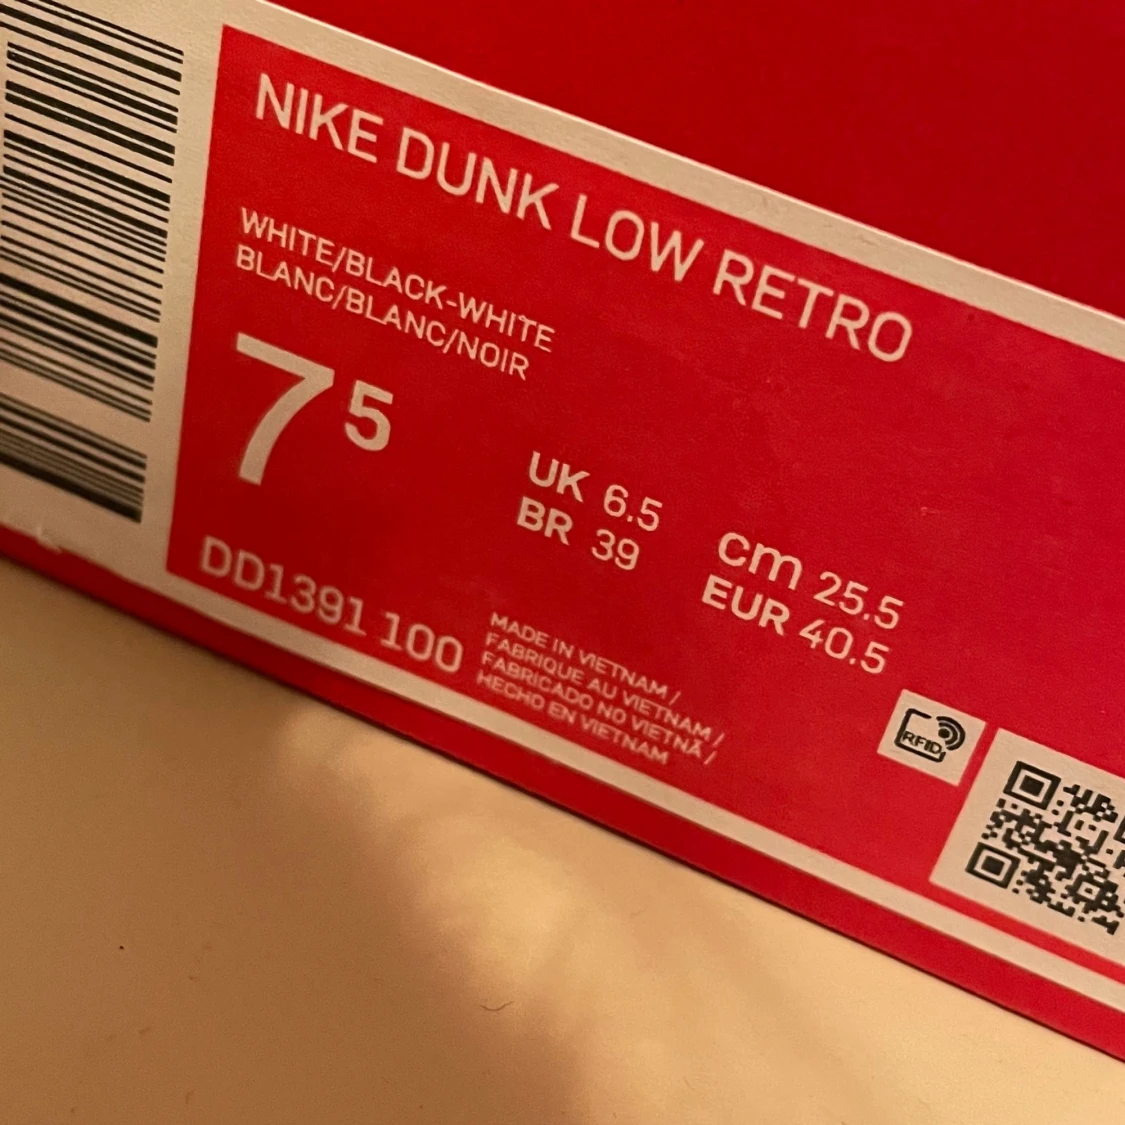 NIKE DUNK LOW RETRO
WHITE/BLACK-WHITE
BLANC/BLANC/NOIR
7 5
UK 6.5
BR 39
cm 25.5
EUR 40.5
DD1391 100
MADE IN VIETNAM /
FABRIQUE AU VIETNAM /
FABRICADO NO VIETNÃ /
HECHO EN VIETNAM
RFID